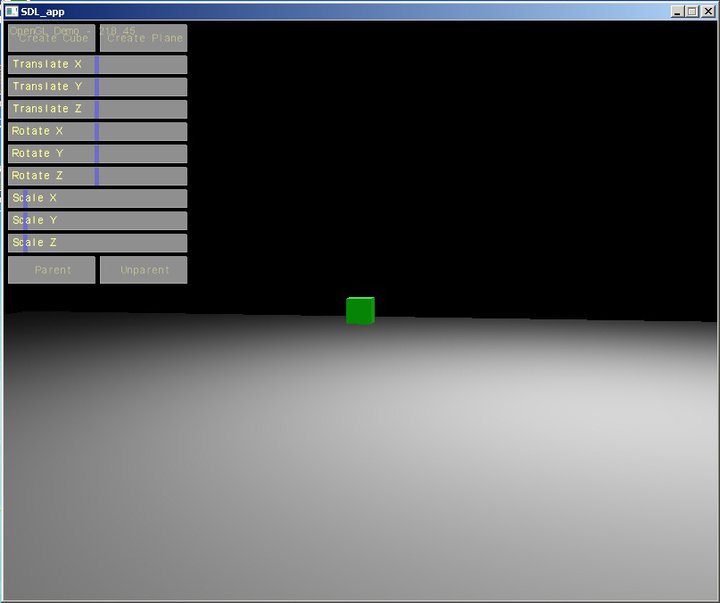 SDL_app
OpenGL Demo - 218.45
Create Cube Create Plane
Translate X
Translate Y
Translate Z
Rotate X
Rotate Y
Rotate Z
Scale X
Scale Y
Scale Z
Parent Unparent